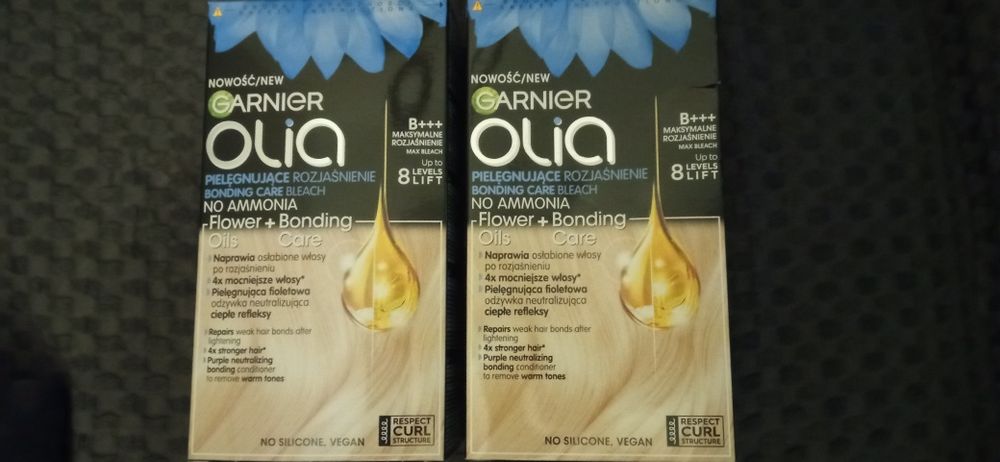 NOWOŚĆ/NEW
GARNIER
OLIA
B+++
MAKSYMALNE
ROZJAŚNIENIE
MAX BLEACH
Up to
8 LEVELS
LIFT
PIELĘGNUJĄCE ROZJAŚNIENIE
BONDING CARE BLEACH
NO AMMONIA
Flower + Bonding
Oils Care
Naprawia osłabione włosy
po rozjaśnieniu
4x mocniejsze włosy*
Pielęgnująca fioletowa
odżywka neutralizująca
ciepłe refleksy
Repairs weak hair bonds after
lightening
4x stronger hair*
Purple neutralizing
bonding conditioner
to remove warm tones
NO SILICONE, VEGAN
RESPECT
CURL
STRUCTURE
NOWOŚĆ/NEW
GARNIER
OLIA
B+++
MAKSYMALNE
ROZJAŚNIENIE
MAX BLEACH
Up to
8 LEVELS
LIFT
PIELĘGNUJĄCE ROZJAŚNIENIE
BONDING CARE BLEACH
NO AMMONIA
Flower + Bonding
Oils Care
Naprawia osłabione włosy
po rozjaśnieniu
4x mocniejsze włosy*
Pielęgnująca fioletowa
odżywka neutralizująca
ciepłe refleksy
Repairs weak hair bonds after
lightening
4x stronger hair*
Purple neutralizing
bonding conditioner
to remove warm tones
NO SILICONE, VEGAN
RESPECT
CURL
STRUCTURE